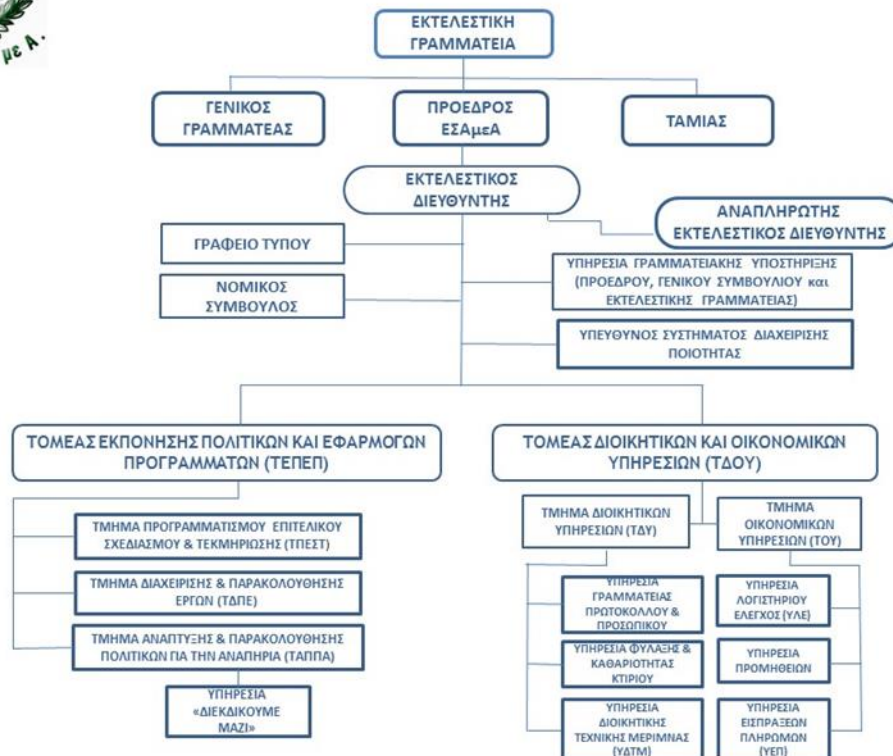 με Α.
ΕΚΤΕΛΕΣΤΙΚΗ
ΓΡΑΜΜΑΤΕΙΑ
ΓΕΝΙΚΟΣ
ΓΡΑΜΜΑΤΕΑΣ
ΠΡΟΕΔΡΟΣ
ΕΣΑμεΑ
ΤΑΜΙΑΣ
ΕΚΤΕΛΕΣΤΙΚΟΣ
ΔΙΕΥΘΥΝΤΗΣ
ΑΝΑΠΛΗΡΩΤΗΣ
ΕΚΤΕΛΕΣΤΙΚΟΣ ΔΙΕΥΘΥΝΤΗΣ
ΓΡΑΦΕΙΟ ΤΥΠΟΥ
ΥΠΗΡΕΣΙΑ ΓΡΑΜΜΑΤΕΙΑΚΗΣ ΥΠΟΣΤΗΡΙΞΗΣ
(ΠΡΟΕΔΡΟΥ, ΓΕΝΙΚΟΥ ΣΥΜΒΟΥΛΙΟΥ και
ΕΚΤΕΛΕΣΤΙΚΗΣ ΓΡΑΜΜΑΤΕΙΑΣ)
ΝΟΜΙΚΟΣ
ΣΥΜΒΟΥΛΟΣ
ΥΠΕΥΘΥΝΟΣ ΣΥΣΤΗΜΑΤΟΣ ΔΙΑΧΕΙΡΙΣΗΣ
ΠΟΙΟΤΗΤΑΣ
ΤΟΜΕΑΣ ΕΚΠΟΝΗΣΗΣ ΠΟΛΙΤΙΚΩΝ ΚΑΙ ΕΦΑΡΜΟΓΩΝ
ΠΡΟΓΡΑΜΜΑΤΩΝ (ΤΕΠΕΠ)
ΤΜΗΜΑ ΠΡΟΓΡΑΜΜΑΤΙΣΜΟΥ ΕΠΙΤΕΛΙΚΟΥ
ΣΧΕΔΙΑΣΜΟΥ & ΤΕΚΜΗΡΙΩΣΗΣ (ΤΠΕΣΤ)
ΤΜΗΜΑ ΔΙΑΧΕΙΡΙΣΗΣ & ΠΑΡΑΚΟΛΟΥΘΗΣΗΣ
ΕΡΓΩΝ (ΤΔΠΕ)
ΤΜΗΜΑ ΑΝΑΠΤΥΞΗΣ & ΠΑΡΑΚΟΛΟΥΘΗΣΗΣ
ΠΟΛΙΤΙΚΩΝ ΓΙΑ ΤΗΝ ΑΝΑΠΗΡΙΑ (ΤΑΠΠΑ)
ΥΠΗΡΕΣΙΑ
«ΔΙΕΚΔΙΚΟΥΜΕ
ΜΑΖΙ»
ΤΟΜΕΑΣ ΔΙΟΙΚΗΤΙΚΩΝ ΚΑΙ ΟΙΚΟΝΟΜΙΚΩΝ
ΥΠΗΡΕΣΙΩΝ (ΤΔΟΥ)
ΤΜΗΜΑ ΔΙΟΙΚΗΤΙΚΩΝ
ΥΠΗΡΕΣΙΩΝ (ΤΔΥ)
ΤΜΗΜΑ
ΟΙΚΟΝΟΜΙΚΩΝ
ΥΠΗΡΕΣΙΩΝ (ΤΟΥ)
ΥΠΗΡΕΣΙΑ
ΓΡΑΜΜΑΤΕΙΑΣ
ΠΡΩΤΟΚΟΛΛΟΥ &
ΠΡΟΣΩΠΙΚΟΥ
ΥΠΗΡΕΣΙΑ
ΛΟΓΙΣΤΗΡΙΟΥ
ΕΛΕΓΧΟΣ (ΥΛΕ)
ΥΠΗΡΕΣΙΑ ΦΥΛΑΞΗΣ &
ΚΑΘΑΡΙΟΤΗΤΑΣ
ΚΤΙΡΙΟΥ
ΥΠΗΡΕΣΙΑ
ΠΡΟΜΗΘΕΙΩΝ
ΥΠΗΡΕΣΙΑ
ΔΙΟΙΚΗΤΙΚΗΣ
ΤΕΧΝΙΚΗΣ ΜΕΡΙΜΝΑΣ
(ΥΔΤΜ)
ΥΠΗΡΕΣΙΑ
ΕΙΣΠΡΑΞΕΩΝ
ΠΛΗΡΩΜΩΝ
(ΥΕΠ)